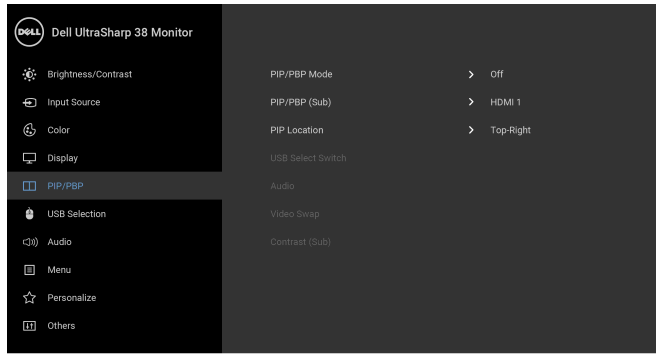 DELL Dell UltraSharp 38 Monitor
Brightness/Contrast
Input Source
Color
Display
PIP/PBP
USB Selection
Audio
Menu
Personalize
Others
PIP/PBP Mode > Off
PIP/PBP (Sub) > HDMI 1
PIP Location > Top-Right
USB Select Switch
Audio
Video Swap
Contrast (Sub)